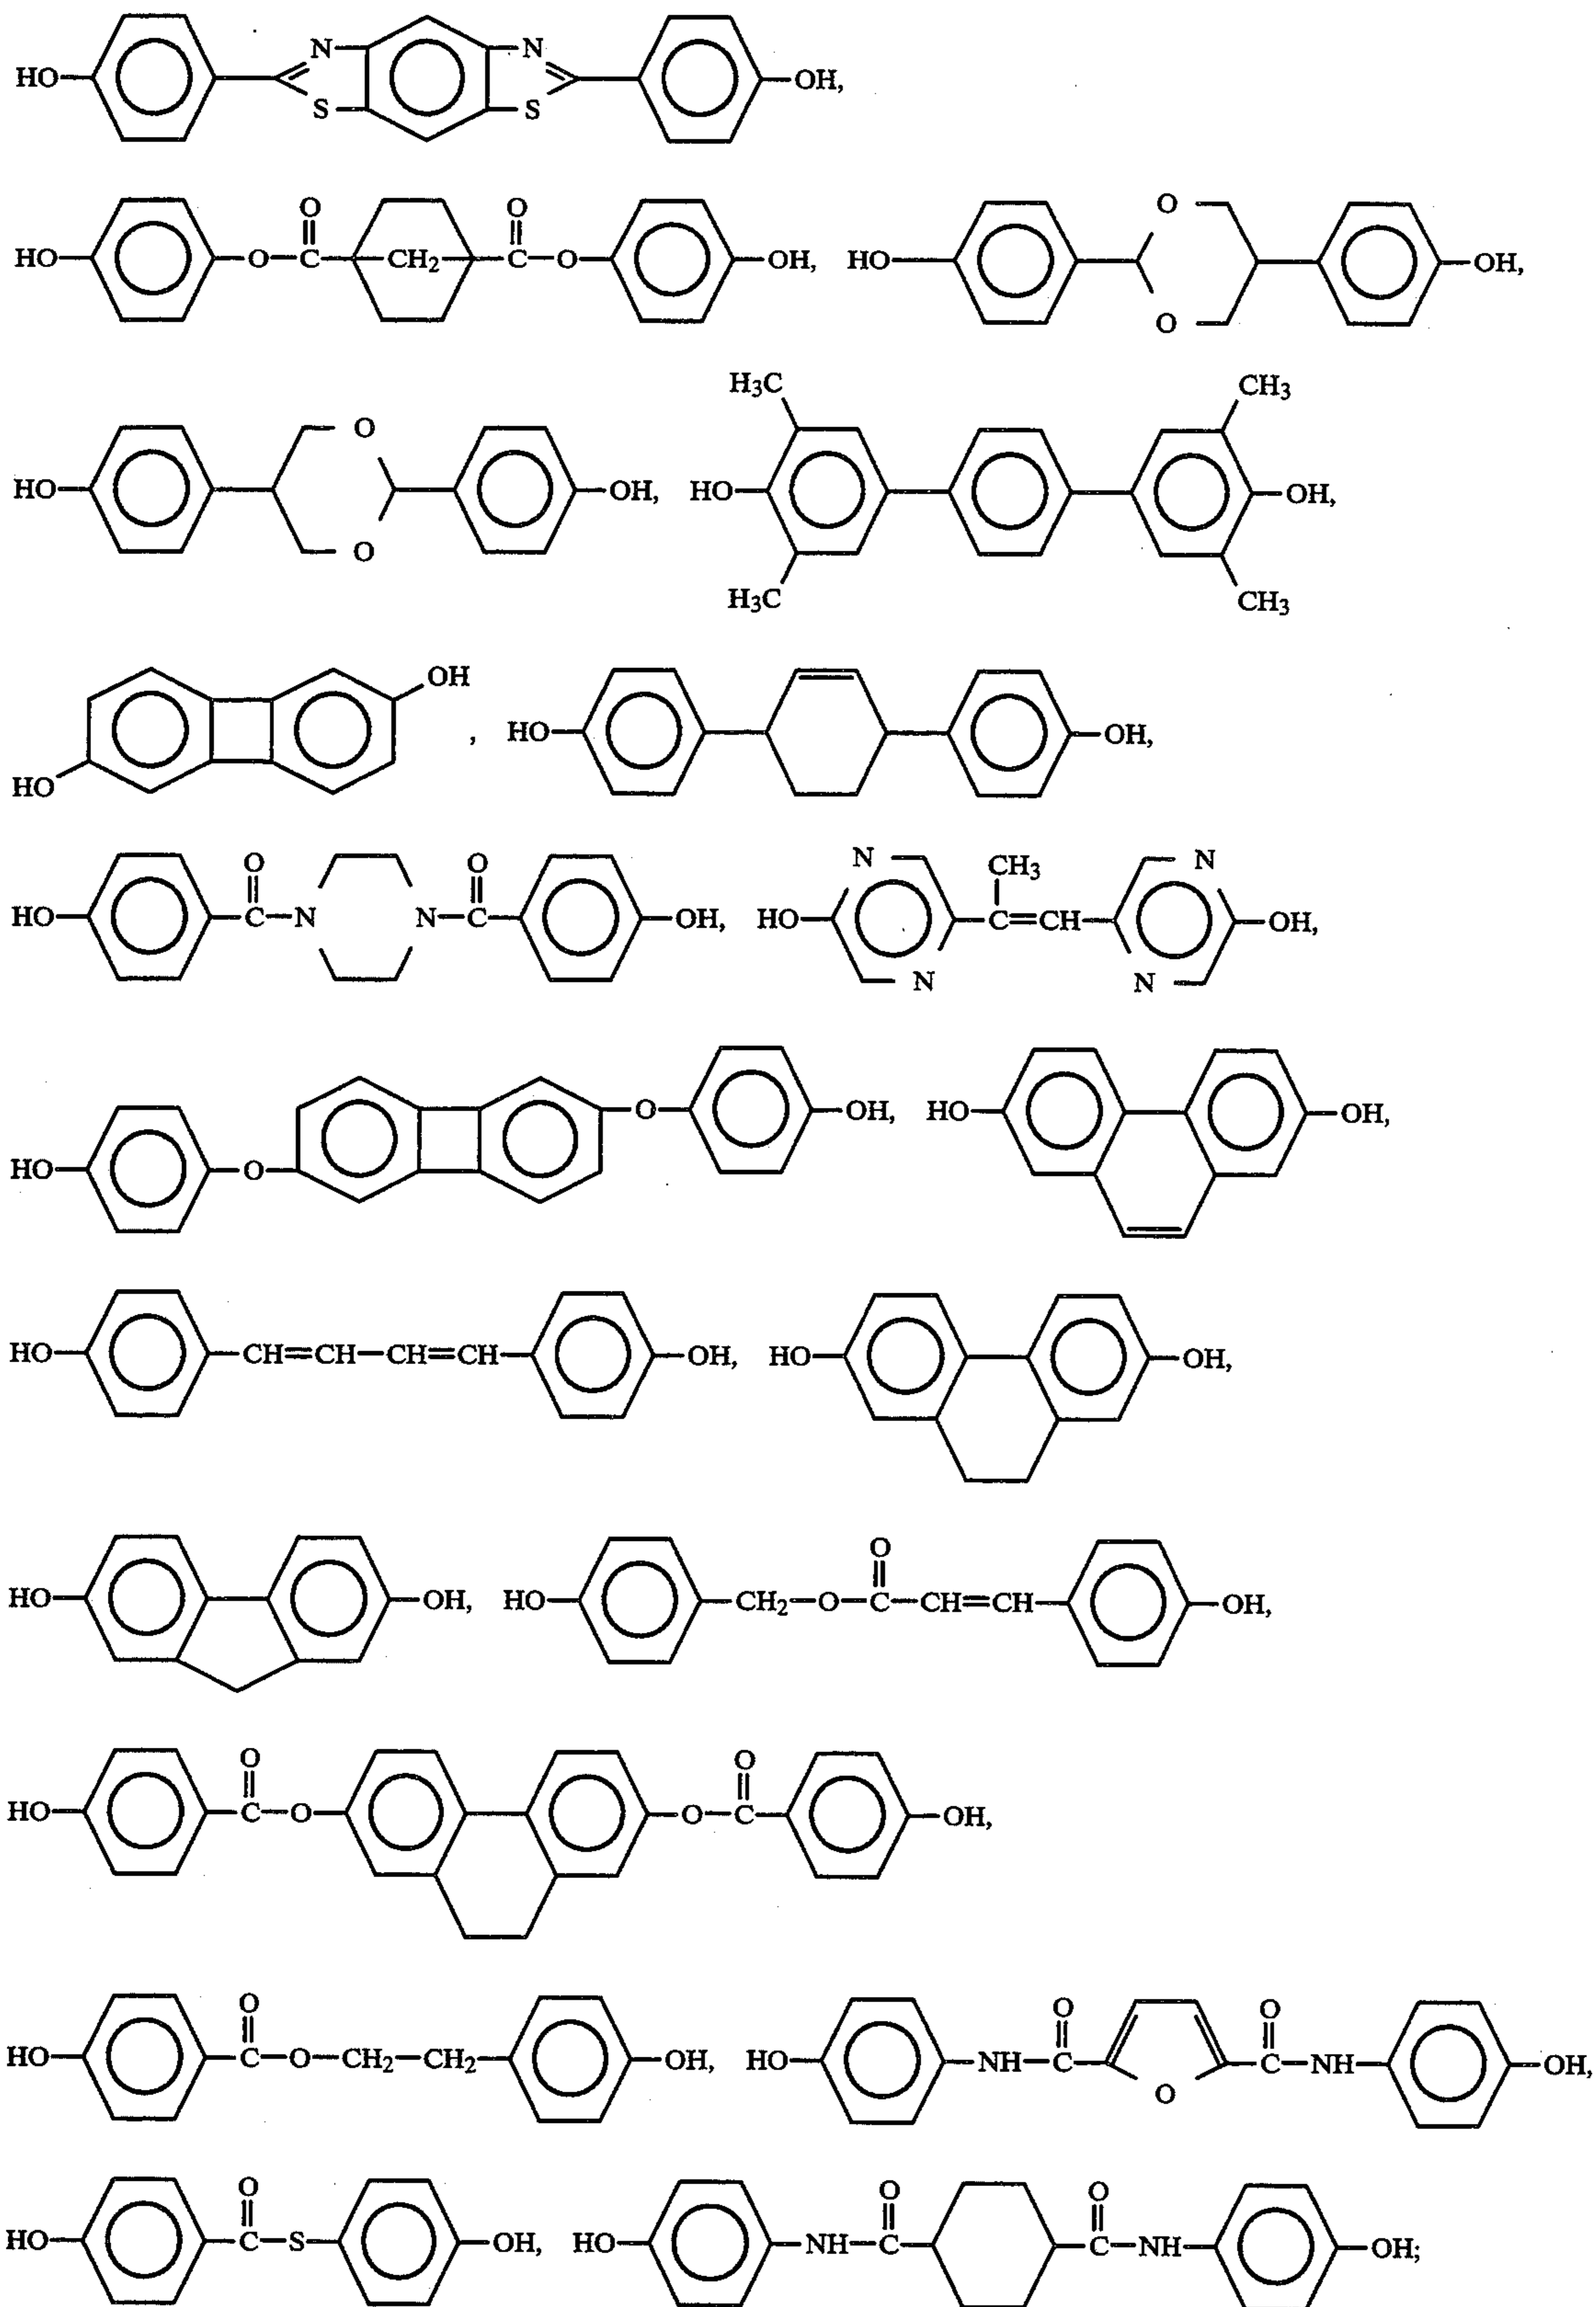 HO N S N S OH,
HO O C O CH2 C O O OH, HO O O OH,
HO O O OH, H3C HO H3C CH3 OH, CH3
HO OH , HO OH,
HO C O N N C O OH, HO N N CH3 C=CH N N OH,
HO O O OH, HO OH,
HO CH=CH—CH=CH OH, HO OH,
HO OH, HO CH2—O—C O —CH=CH OH,
HO C O —O O—C O OH,
HO C O —O—CH2—CH2 OH, HO NH—C O O C O —NH OH,
HO C O —S OH, HO NH—C O C O —NH OH;